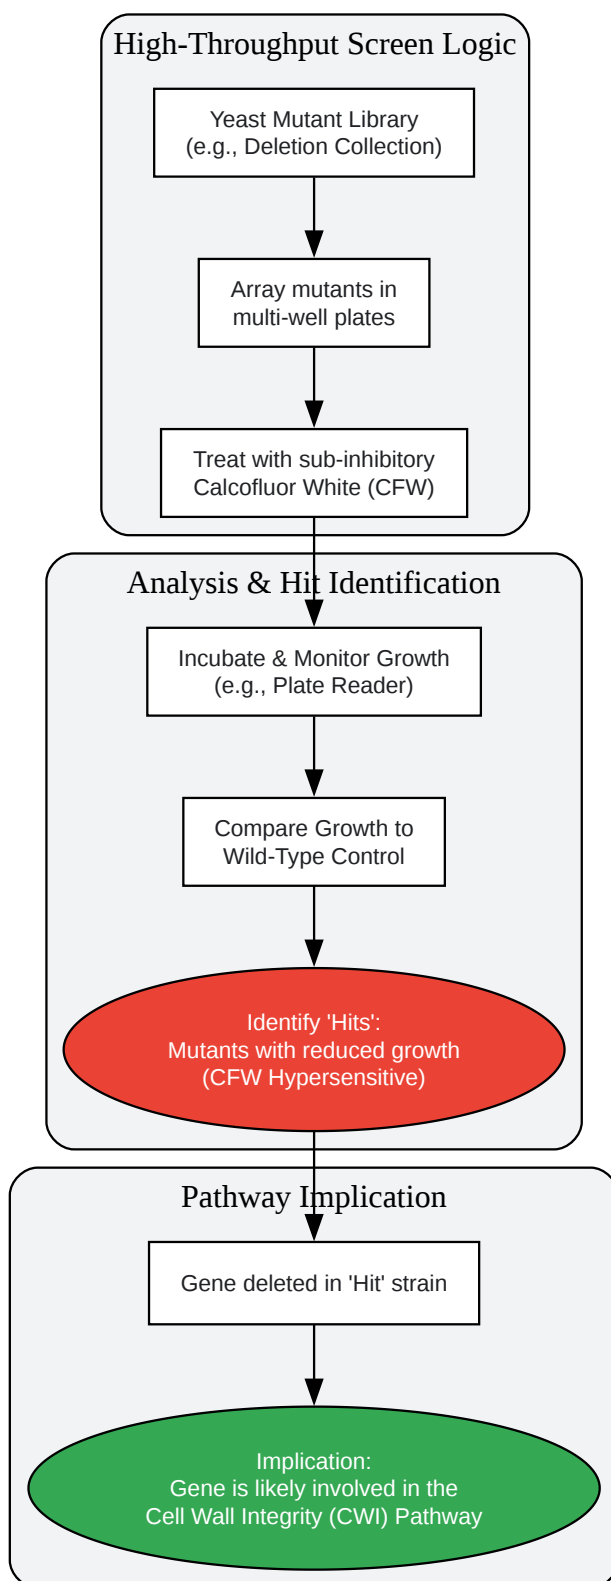 High-Throughput Screen Logic
Yeast Mutant Library
(e.g., Deletion Collection)
Array mutants in
multi-well plates
Treat with sub-inhibitory
Calcofluor White (CFW)
Analysis & Hit Identification
Incubate & Monitor Growth
(e.g., Plate Reader)
Compare Growth to
Wild-Type Control
Identify 'Hits':
Mutants with reduced growth
(CFW Hypersensitive)
Pathway Implication
Gene deleted in 'Hit' strain
Implication:
Gene is likely involved in the
Cell Wall Integrity (CWI) Pathway